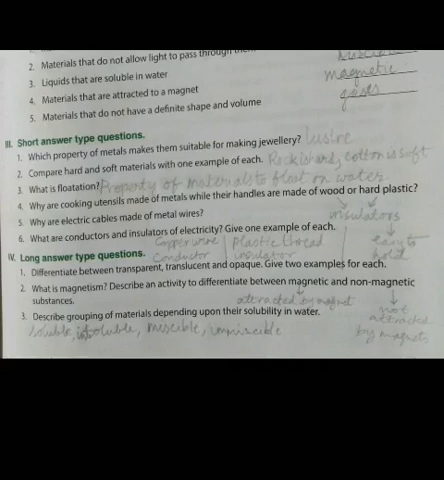 2. Materials that do not allow light to pass through them
3. Liquids that are soluble in water miscible
4. Materials that are attracted to a magnet magnetic
5. Materials that do not have a definite shape and volume gases
III. Short answer type questions.
1. Which property of metals makes them suitable for making jewellery? lustre
2. Compare hard and soft materials with one example of each. Rock is hard, cotton is soft
3. What is floatation? Property of materials to float on water
4. Why are cooking utensils made of metals while their handles are made of wood or hard plastic?
5. Why are electric cables made of metal wires? insulators
6. What are conductors and insulators of electricity? Give one example of each.
Copper wire plastic thread easy to
IV. Long answer type questions. Conductor insulator hold
1. Differentiate between transparent, translucent and opaque. Give two examples for each.
2. What is magnetism? Describe an activity to differentiate between magnetic and non-magnetic
substances. attracted by magnet
3. Describe grouping of materials depending upon their solubility in water. not attracted
soluble, insoluble, miscible, immiscible by magnets